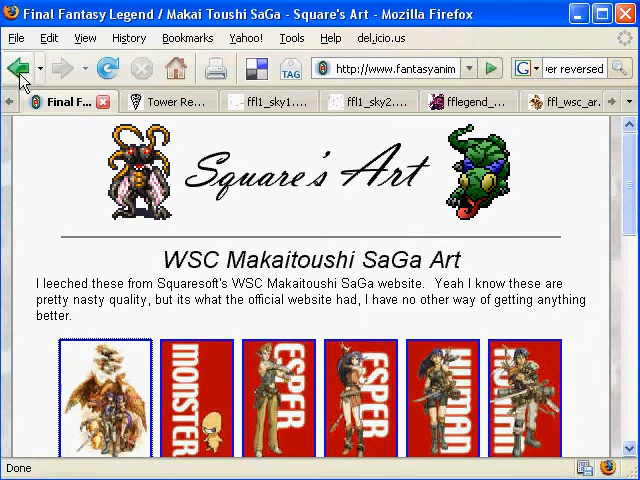 Final Fantasy Legend / Makai Toushi SaGa - Square's Art - Mozilla Firefox
File Edit View History Bookmarks Yahoo! Tools Help del.icio.us
TAG http://www.fantasyanim G ver reversed
Final F... Tower Re... ffl1_sky1.... ffl1_sky2.... fflegend_... ffl_wsc_ar.
Square's Art
WSC Makaitoushi SaGa Art
I leeched these from Squaresoft's WSC Makaitoushi SaGa website. Yeah I know these are
pretty nasty quality, but its what the official website had, I have no other way of getting anything
better.
MONSTER ESPER ESPER HUMAN HUMAN
Done